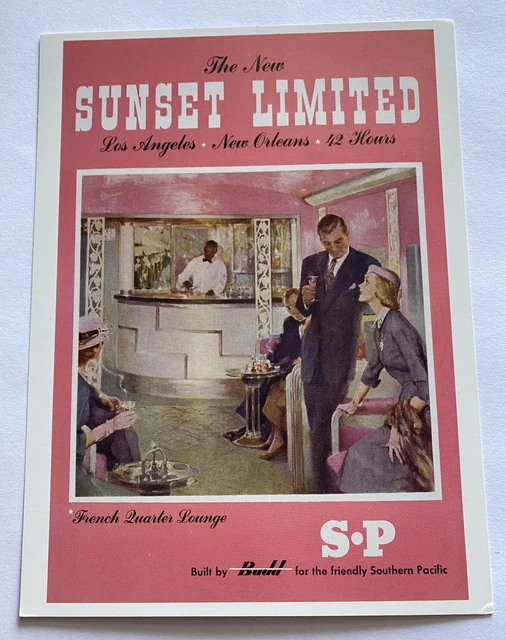 The New
SUNSET LIMITED
Los Angeles ★ New Orleans ★ 42 Hours
*French Quarter Lounge
S•P
Built by Budd for the friendly Southern Pacific